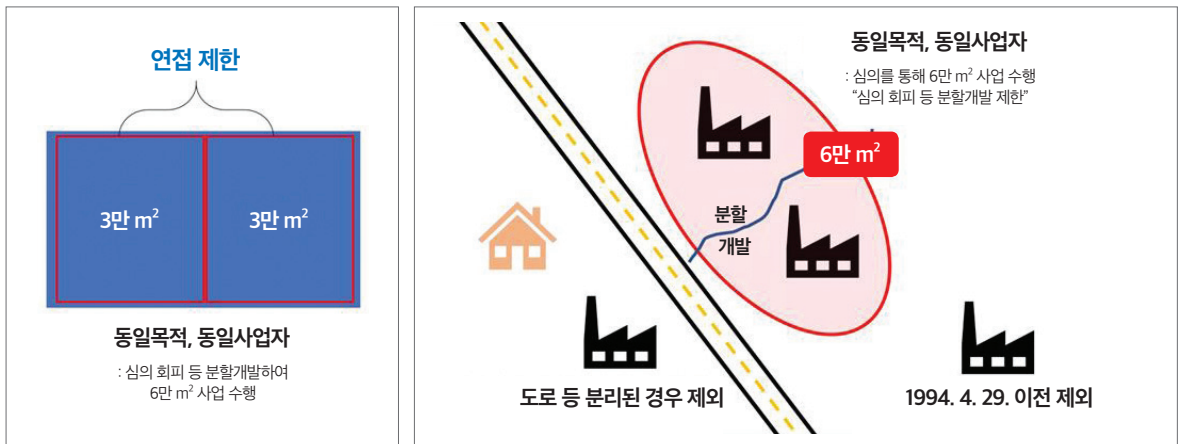 연접 제한
3만 m²
3만 m²
동일목적, 동일사업자
: 심의 회피 등 분할개발하여
6만 m² 사업 수행
동일목적, 동일사업자
: 심의를 통해 6만 m² 사업 수행
“심의 회피 등 분할개발 제한”
6만 m²
분할
개발
도로 등 분리된 경우 제외
1994. 4. 29. 이전 제외